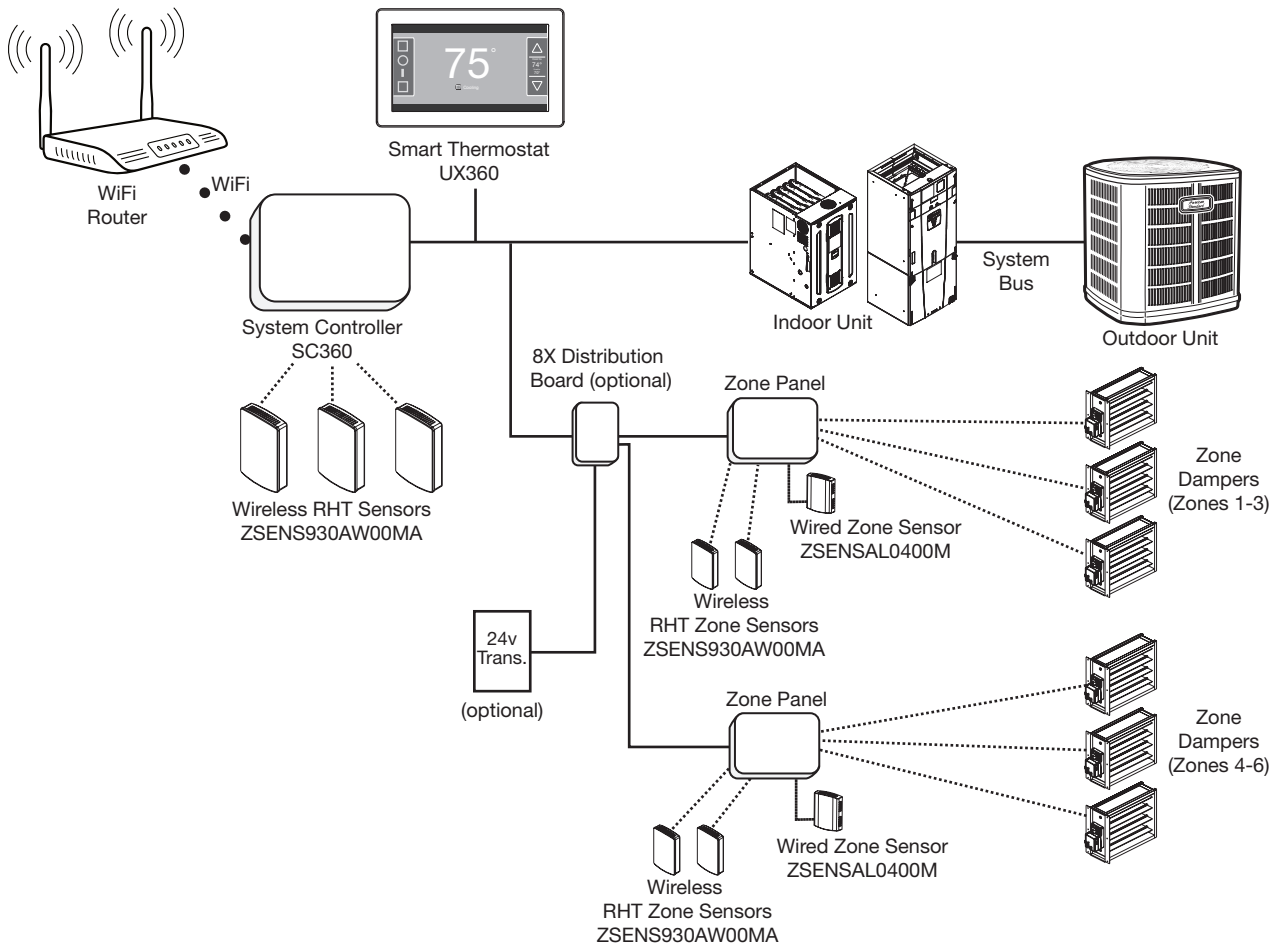 75°
Cooling
74°
Smart Thermostat
UX360
WiFi
Router
WiFi
System Controller
SC360
Wireless RHT Sensors
ZSENS930AW00MA
Indoor Unit
System
Bus
Outdoor Unit
8X Distribution
Board (optional)
Zone Panel
Zone
Dampers
(Zones 1-3)
Wired Zone Sensor
ZSENSAL0400M
Wireless
RHT Zone Sensors
ZSENS930AW00MA
24v
Trans.
(optional)
Zone Panel
Zone
Dampers
(Zones 4-6)
Wired Zone Sensor
ZSENSAL0400M
Wireless
RHT Zone Sensors
ZSENS930AW00MA